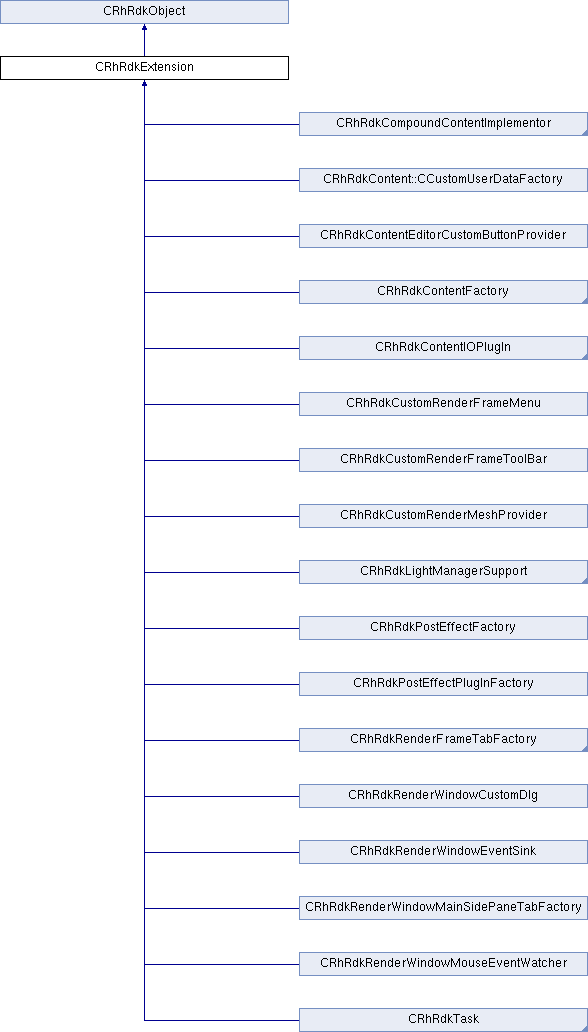 CRhRdkObject
CRhRdkExtension
CRhRdkCompoundContentImplementor
CRhRdkContent::CCustomUserDataFactory
CRhRdkContentEditorCustomButtonProvider
CRhRdkContentFactory
CRhRdkContentIOPlugIn
CRhRdkCustomRenderFrameMenu
CRhRdkCustomRenderFrameToolBar
CRhRdkCustomRenderMeshProvider
CRhRdkLightManagerSupport
CRhRdkPostEffectFactory
CRhRdkPostEffectPlugInFactory
CRhRdkRenderFrameTabFactory
CRhRdkRenderWindowCustomDlg
CRhRdkRenderWindowEventSink
CRhRdkRenderWindowMainSidePaneTabFactory
CRhRdkRenderWindowMouseEventWatcher
CRhRdkTask